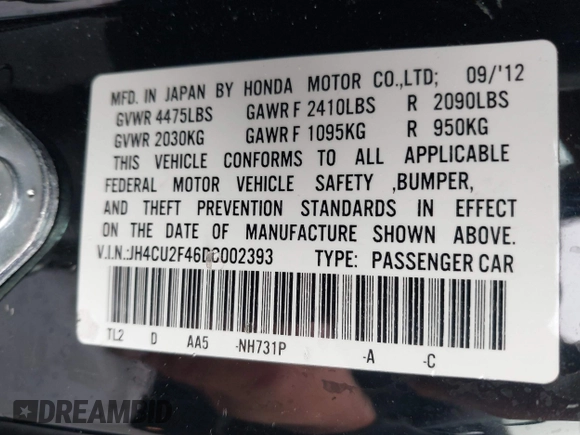 MFD. IN JAPAN BY HONDA MOTOR CO.,LTD; 09/'12
GVWR 4475LBS GAWR F 2410LBS R 2090LBS
GVWR 2030KG GAWR F 1095KG R 950KG
THIS VEHICLE CONFORMS TO ALL APPLICABLE
FEDERAL MOTOR VEHICLE SAFETY ,BUMPER,
AND THEFT PREVENTION STANDARDS IN EFFECT
ON THE DATE OF MANUFACTURE SHOWN ABOVE.
V.I.N.:JH4CU2F46DC002393 TYPE: PASSENGER CAR
TL2 D AA5 -NH731P -A -C
DREAMBID